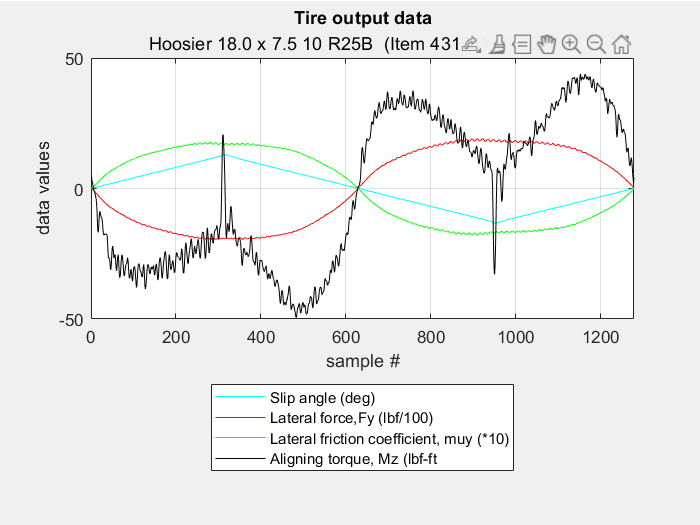 Tire output data
Hoosier 18.0 x 7.5 10 R25B (Item 431
50
0
-50
data values
0 200 400 600 800 1000 1200
sample #
Slip angle (deg)
Lateral force,Fy (lbf/100)
Lateral friction coefficient, muy (*10)
Aligning torque, Mz (lbf-ft